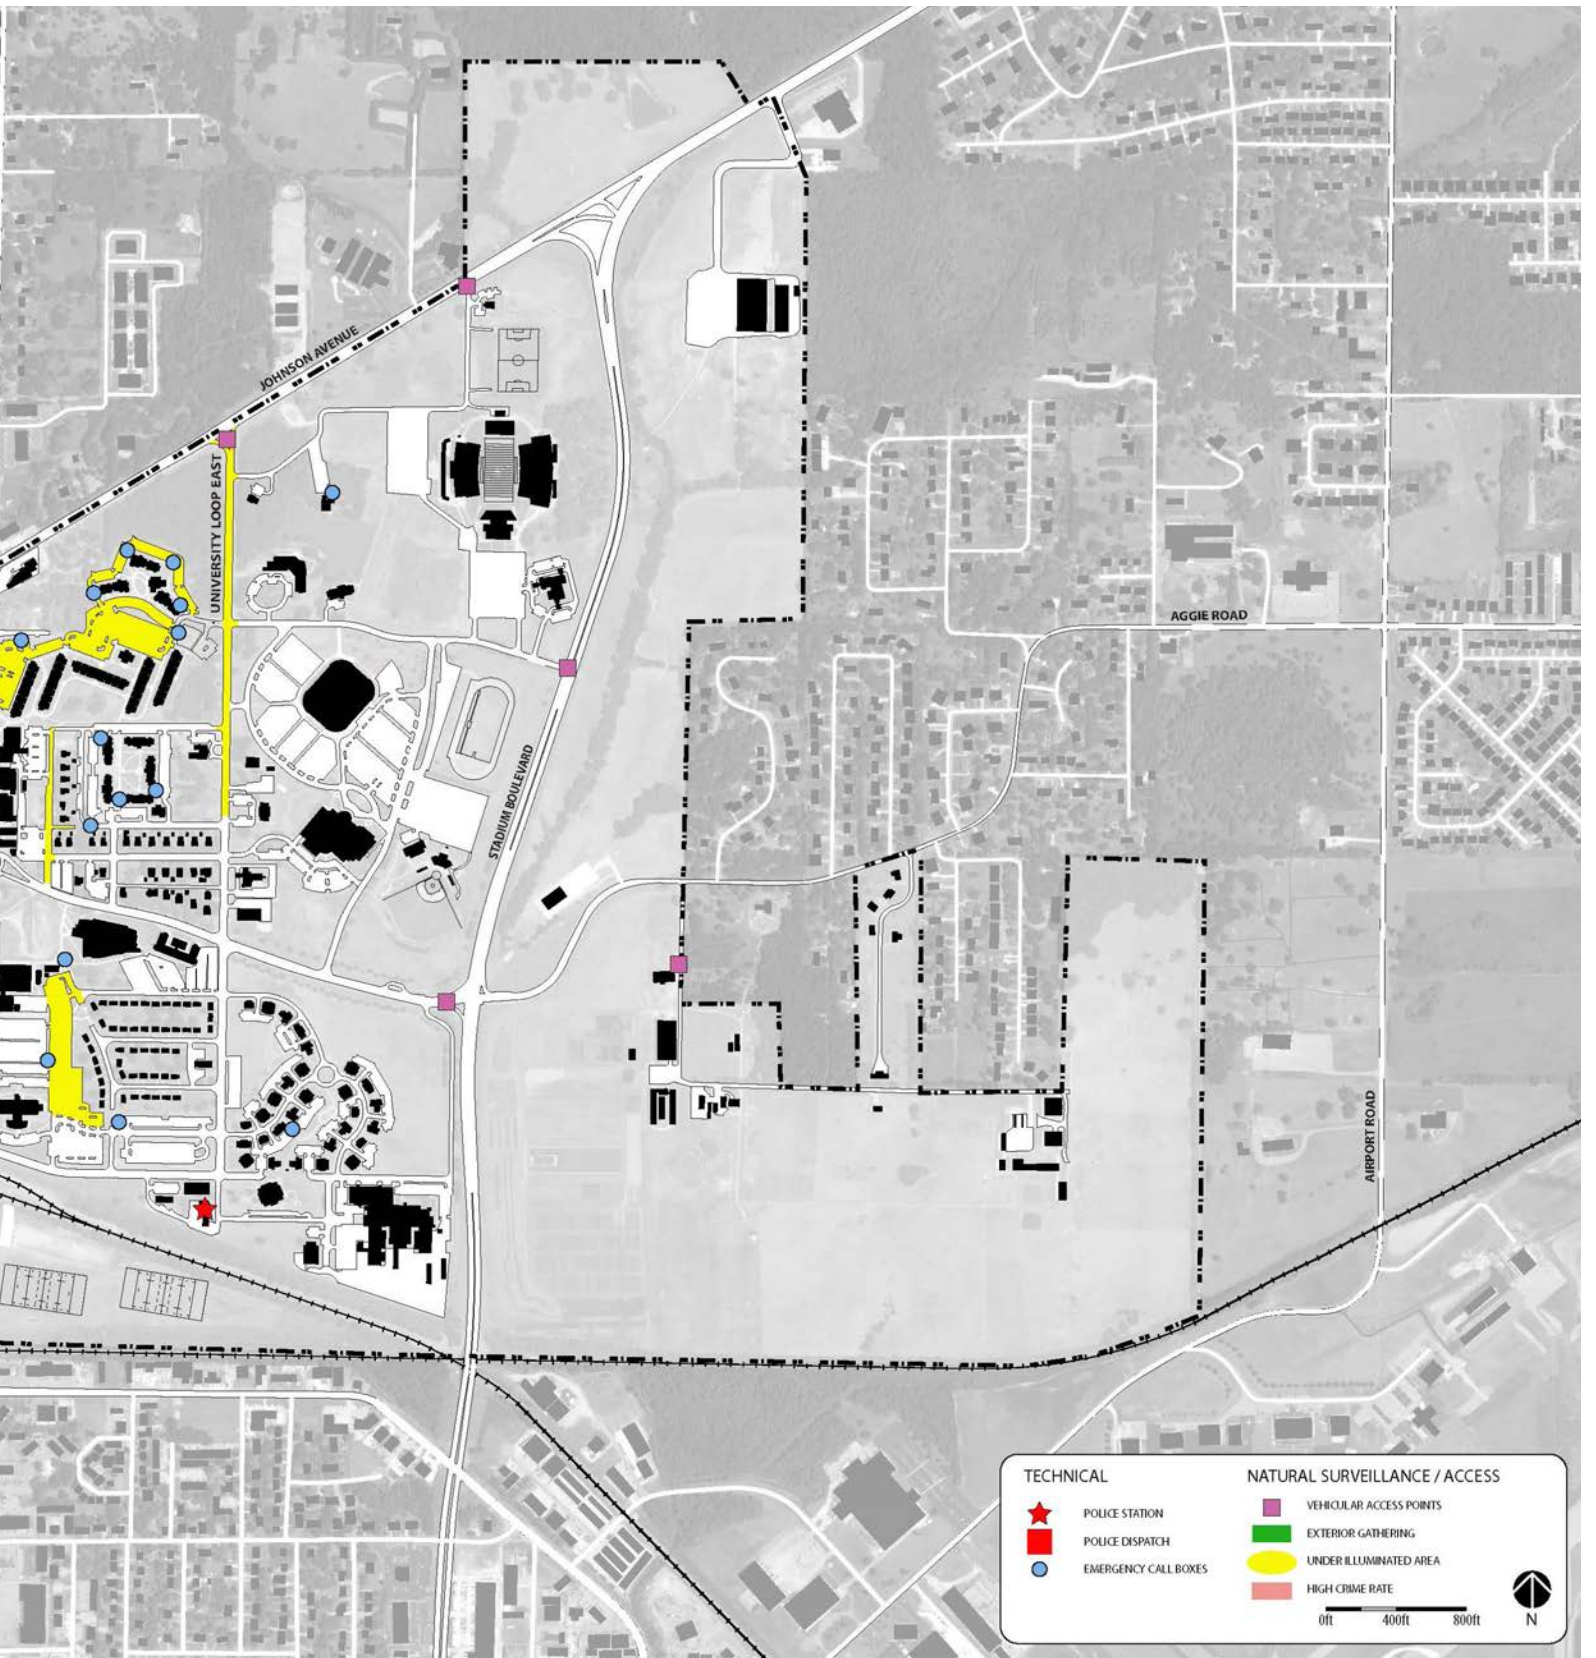 JOHNSON AVENUE
UNIVERSITY LOOP EAST
AGGIE ROAD
STADIUM BOULEVARD
AIRPORT ROAD
TECHNICAL
POLICE STATION
POLICE DISPATCH
EMERGENCY CALL BOXES
NATURAL SURVEILLANCE / ACCESS
VEHICULAR ACCESS POINTS
EXTERIOR GATHERING
UNDER ILLUMINATED AREA
HIGH CRIME RATE
0ft 400ft 800ft
N